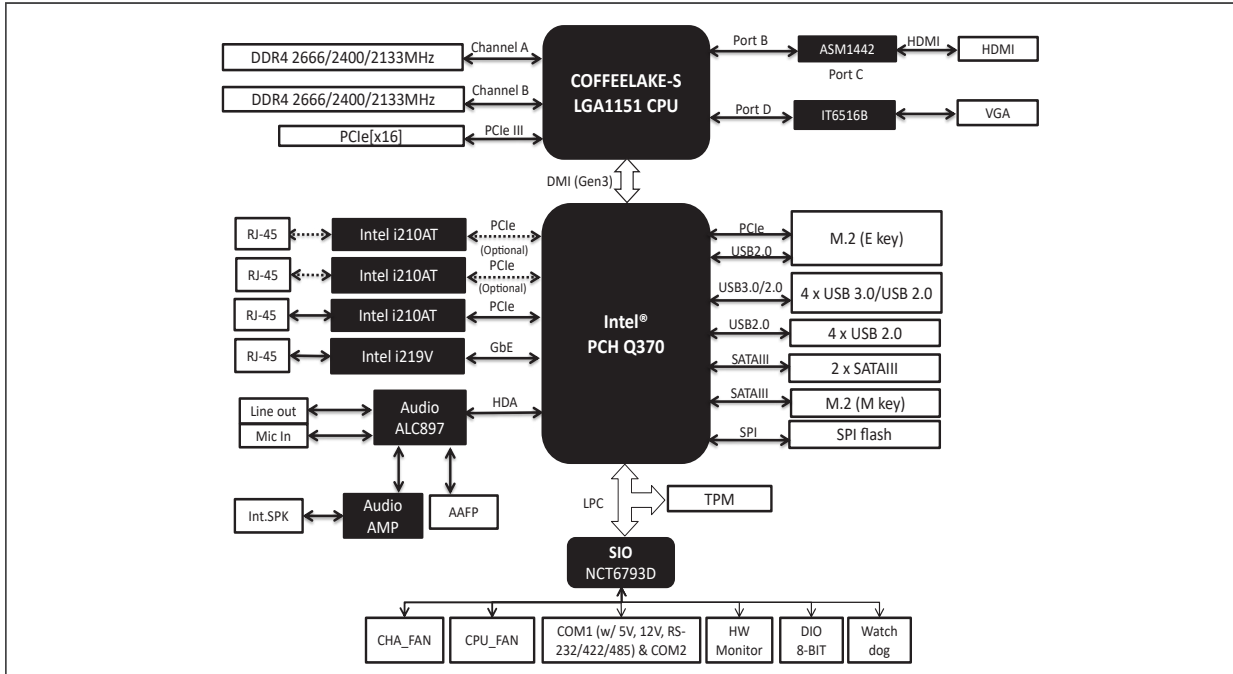 DDR4 2666/2400/2133MHz
Channel A
DDR4 2666/2400/2133MHz
Channel B
PCIe[x16]
PCIe III
COFFEELAKE-S
LGA1151 CPU
Port B
ASM1442
HDMI
HDMI
Port C
Port D
IT6516B
VGA
DMI (Gen3)
RJ-45
Intel i210AT
PCIe
(Optional)
RJ-45
Intel i210AT
PCIe
(Optional)
RJ-45
Intel i210AT
PCIe
RJ-45
Intel i219V
GbE
Line out
Mic In
Audio
ALC897
HDA
Int.SPK
Audio
AMP
AAFP
Intel®
PCH Q370
PCIe
USB2.0
M.2 (E key)
USB3.0/2.0
4 x USB 3.0/USB 2.0
USB2.0
4 x USB 2.0
SATAIII
2 x SATAIII
SATAIII
M.2 (M key)
SPI
SPI flash
LPC
TPM
SIO
NCT6793D
CHA_FAN
CPU_FAN
COM1 (w/ 5V, 12V, RS-
232/422/485) & COM2
HW
Monitor
DIO
8-BIT
Watch
dog